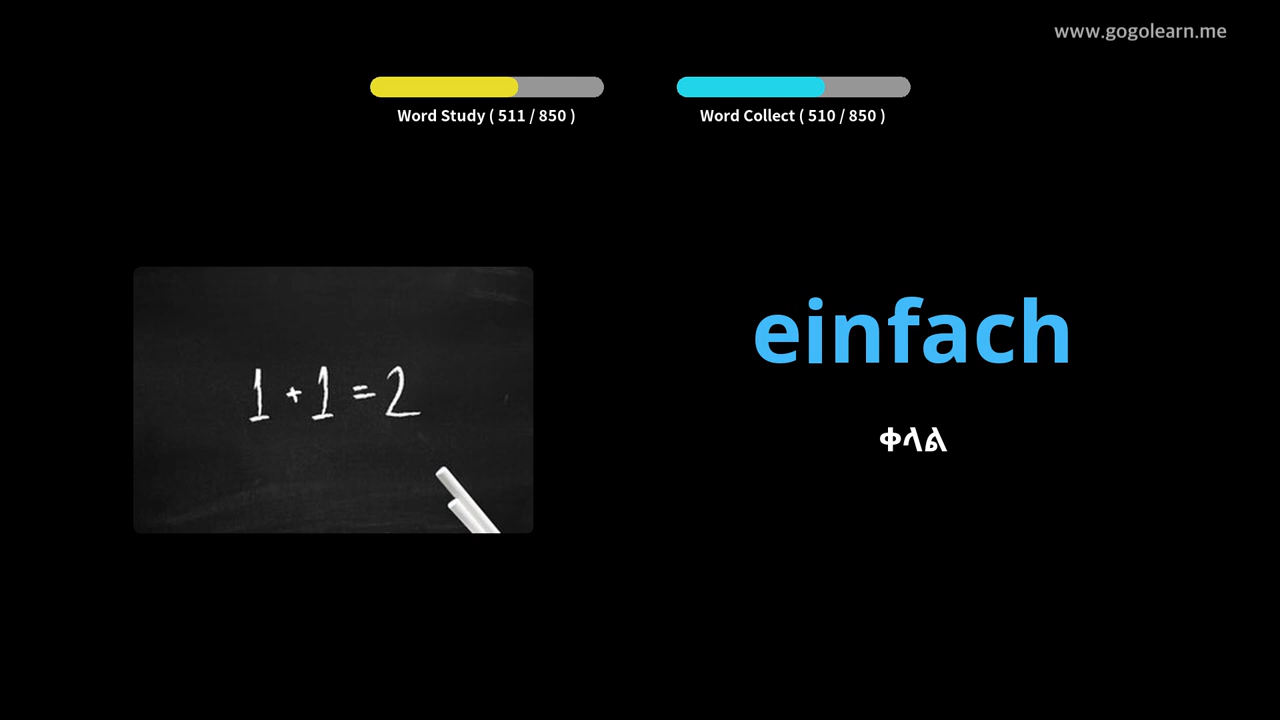 www.gogolearn.me
Word Study ( 511 / 850 )
Word Collect ( 510 / 850 )
1 + 1 = 2
einfach
ቀላል